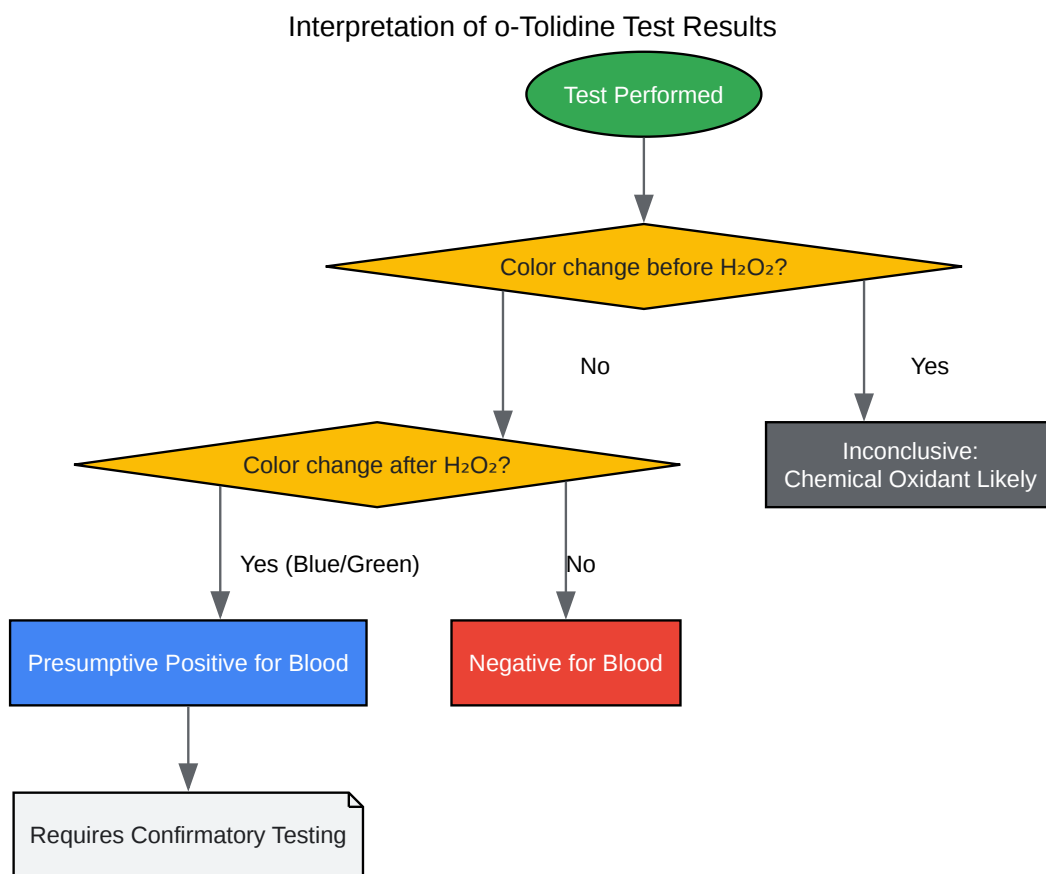 Interpretation of o-Tolidine Test Results
Test Performed
Color change before H₂O₂?
No
Yes
Color change after H₂O₂?
Inconclusive:
Chemical Oxidant Likely
Yes (Blue/Green)
No
Presumptive Positive for Blood
Negative for Blood
Requires Confirmatory Testing